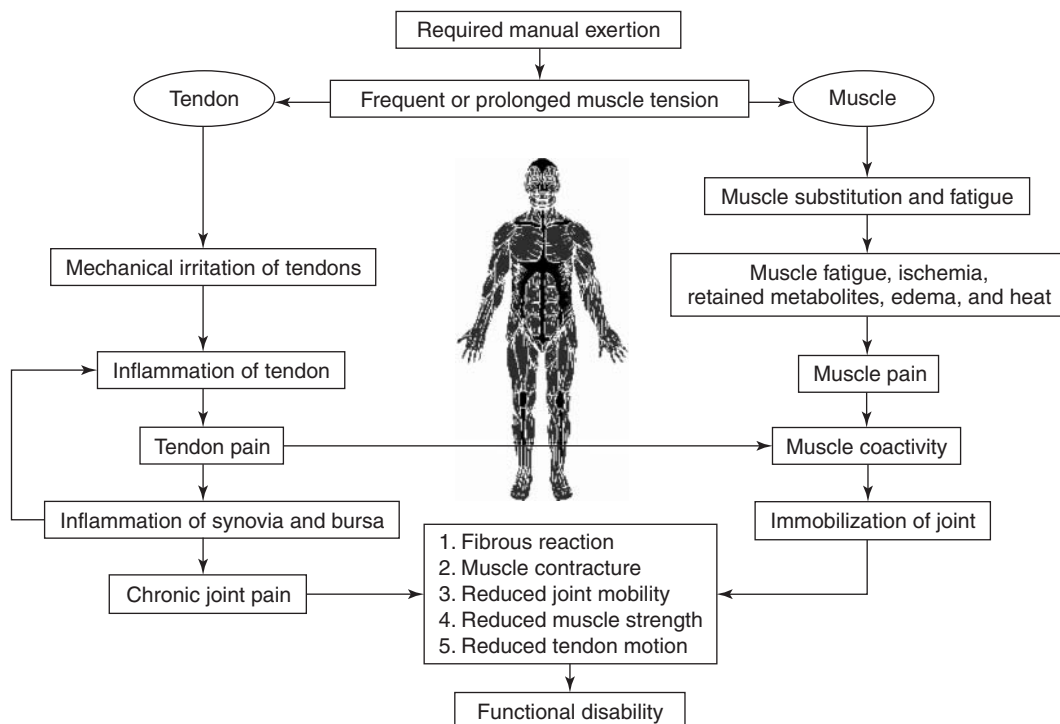 Required manual exertion
Tendon
Frequent or prolonged muscle tension
Muscle
Muscle substitution and fatigue
Mechanical irritation of tendons
Muscle fatigue, ischemia,
retained metabolites, edema, and heat
Inflammation of tendon
Muscle pain
Tendon pain
Muscle coactivity
Inflammation of synovia and bursa
Immobilization of joint
Chronic joint pain
1. Fibrous reaction
2. Muscle contracture
3. Reduced joint mobility
4. Reduced muscle strength
5. Reduced tendon motion
Functional disability